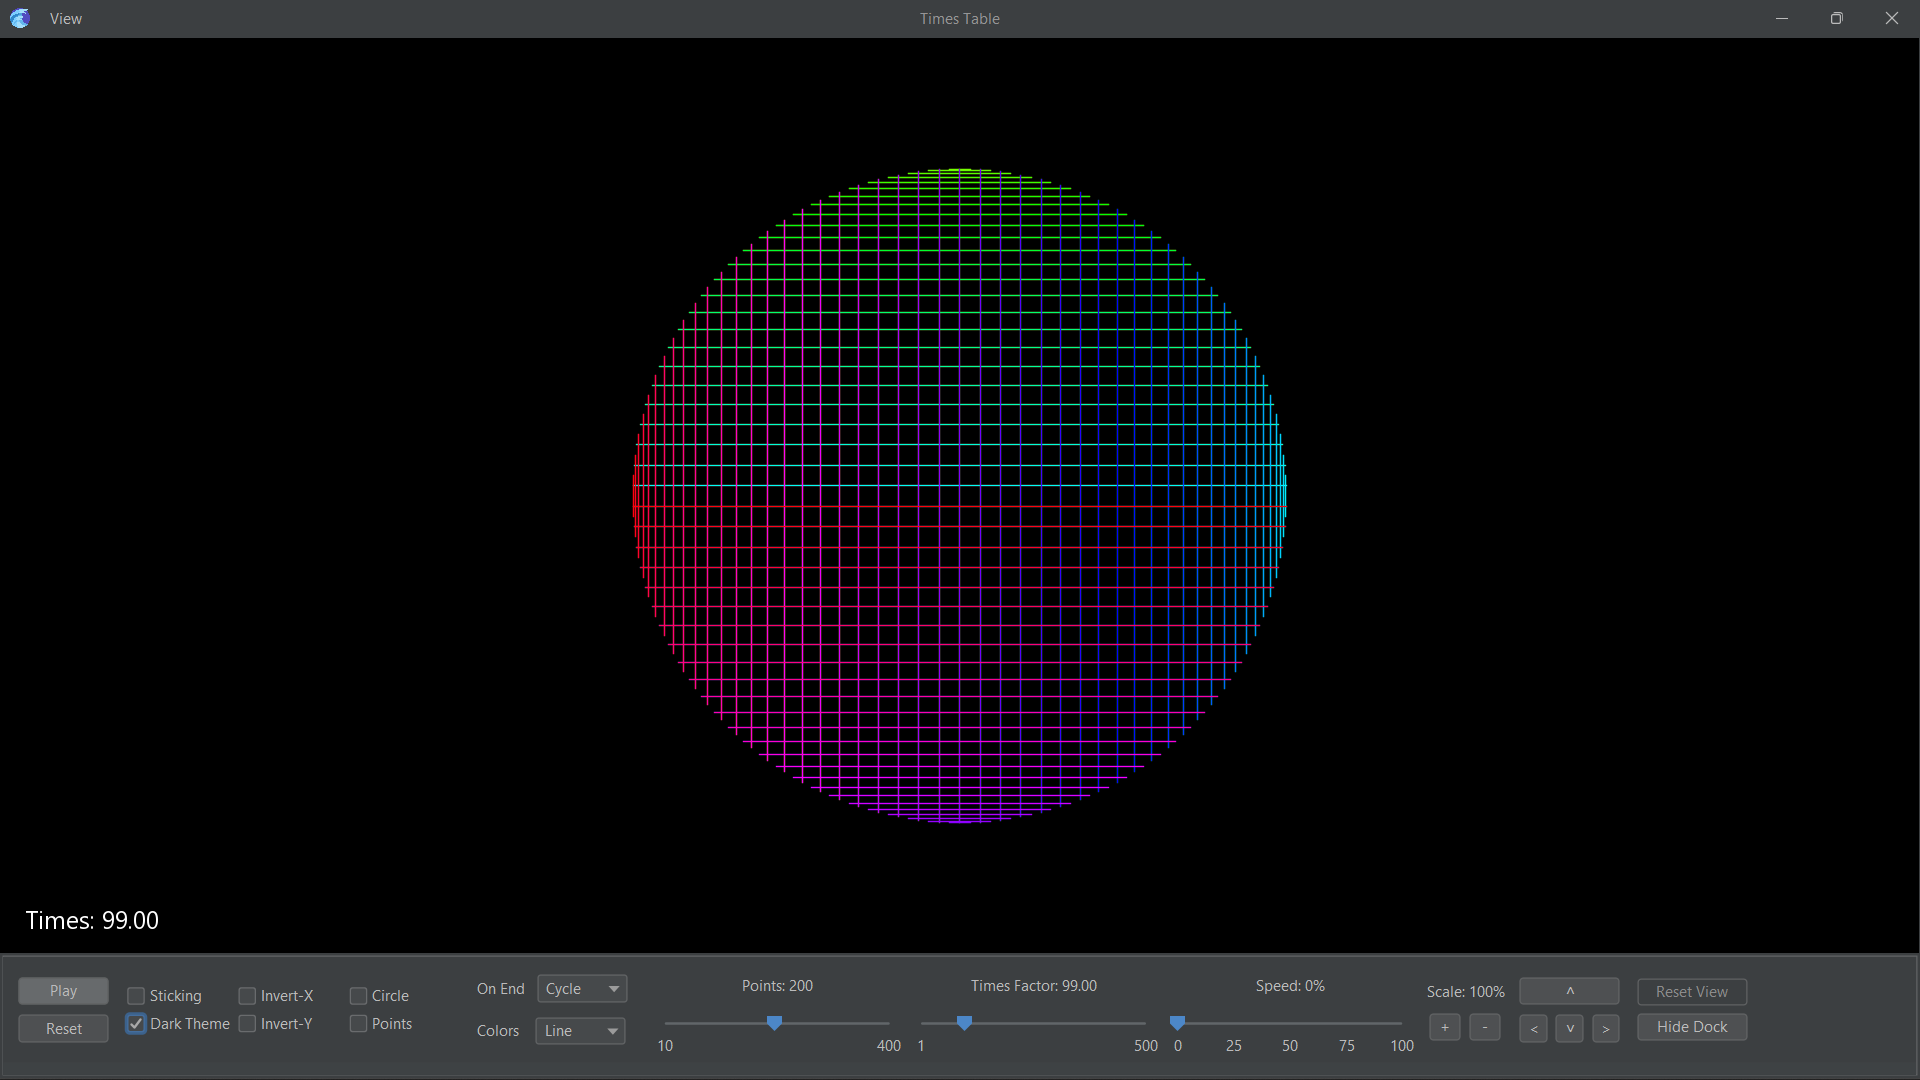 View
Times Table
Times: 99.00
Play
Reset
Sticking
Invert-X
Circle
Dark Theme
Invert-Y
Points
On End
Cycle
Colors
Line
Points: 200
10
400
Times Factor: 99.00
1
500
Speed: 0%
0
25
50
75
100
Scale: 100%
+
-
^
<
v
>
Reset View
Hide Dock